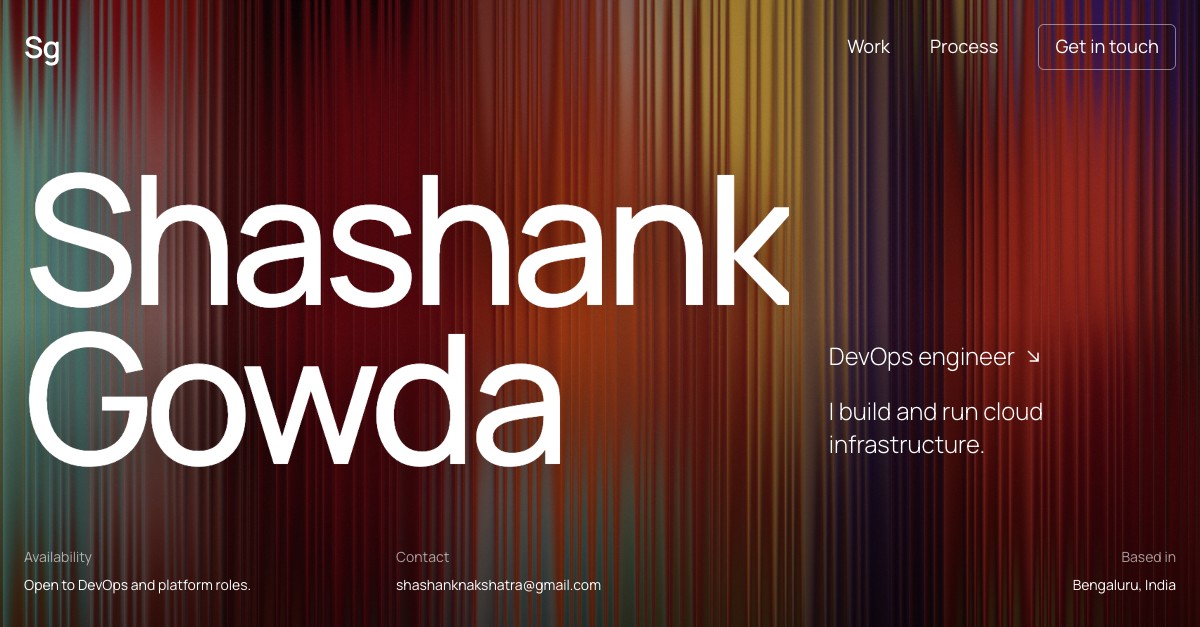 Sg
Work
Process
Get in touch
Shashank
Gowda
DevOps engineer ↘
I build and run cloud
infrastructure.
Availability
Open to DevOps and platform roles.
Contact
shashanknakshatra@gmail.com
Based in
Bengaluru, India